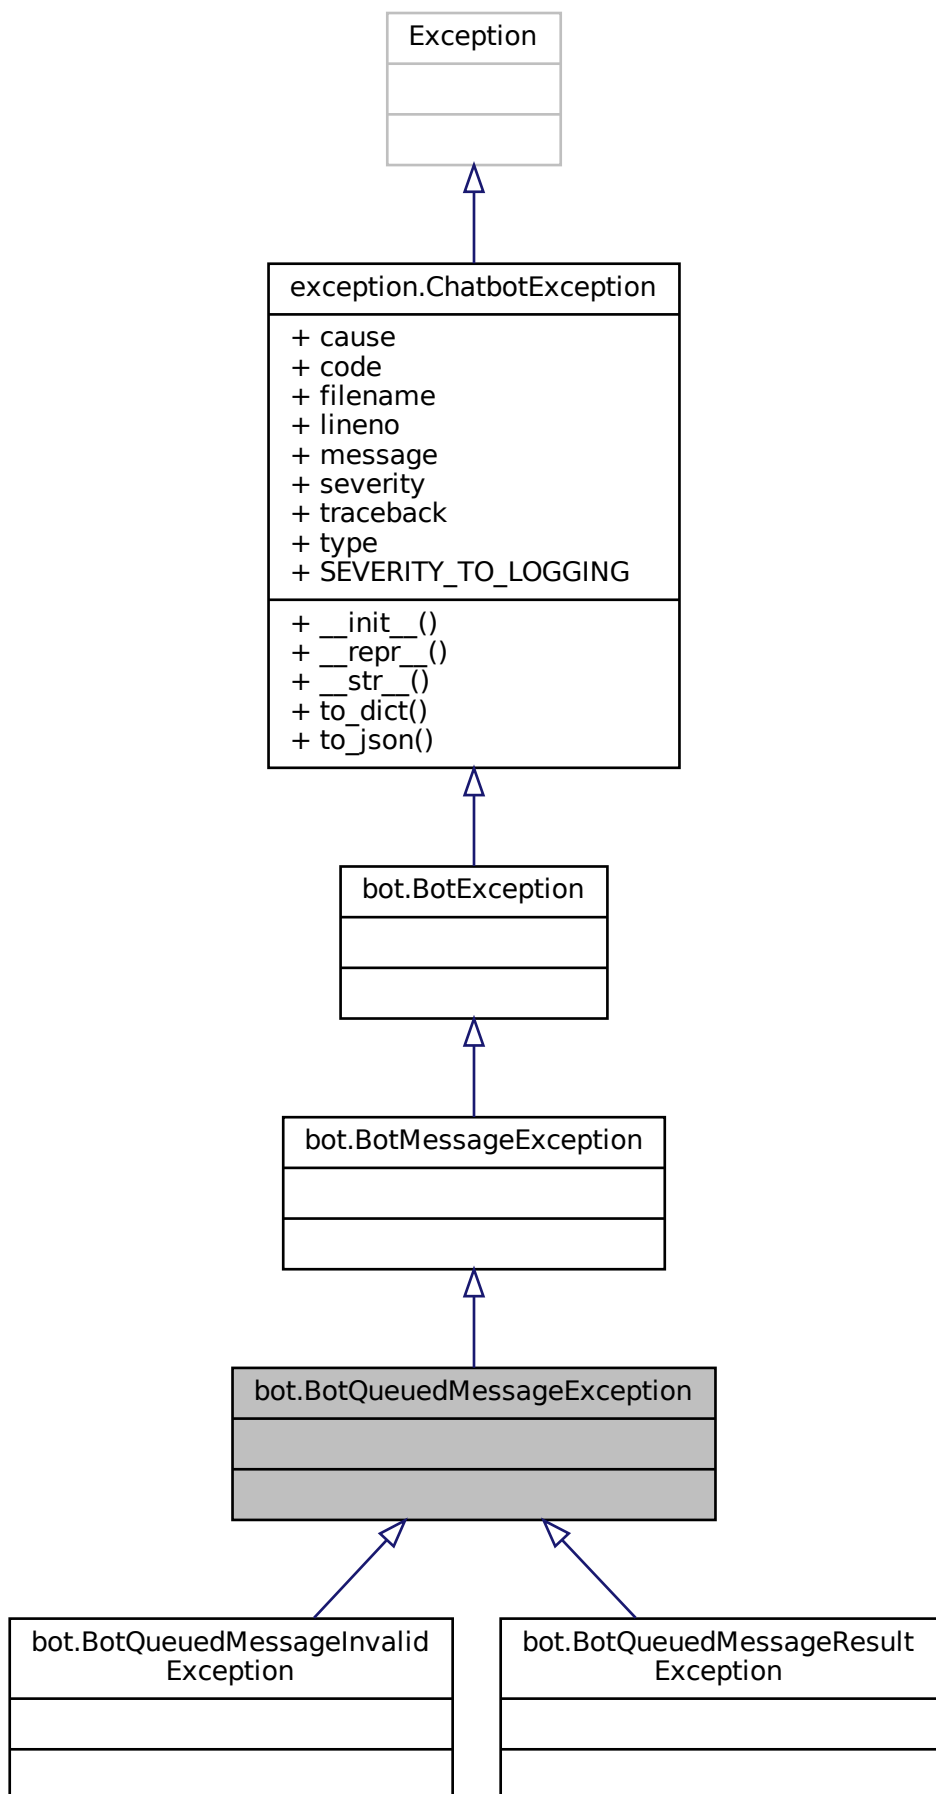 Exception
exception.ChatbotException
+ cause
+ code
+ filename
+ lineno
+ message
+ severity
+ traceback
+ type
+ SEVERITY_TO_LOGGING
+ __init__()
+ __repr__()
+ __str__()
+ to_dict()
+ to_json()
bot.BotException
bot.BotMessageException
bot.BotQueuedMessageException
bot.BotQueuedMessageInvalid
Exception
bot.BotQueuedMessageResult
Exception